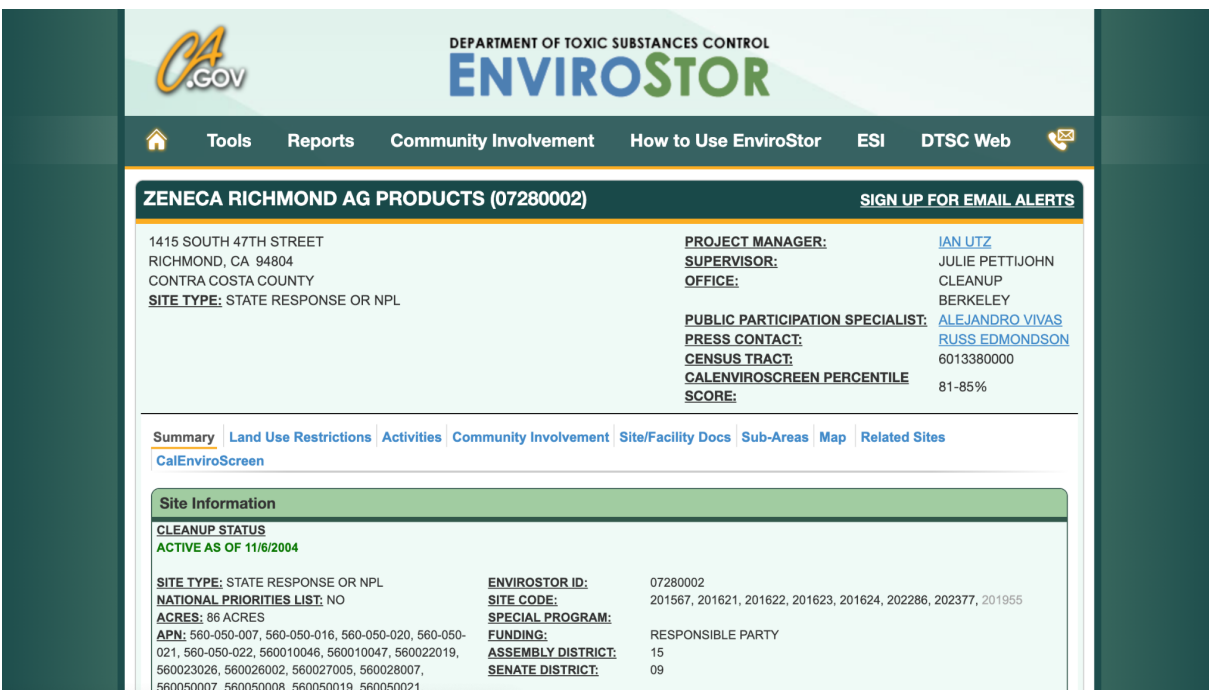 CA
.GOV
DEPARTMENT OF TOXIC SUBSTANCES CONTROL
ENVIROSTOR
Tools Reports Community Involvement How to Use EnviroStor ESI DTSC Web
ZENECA RICHMOND AG PRODUCTS (07280002) SIGN UP FOR EMAIL ALERTS
1415 SOUTH 47TH STREET
RICHMOND, CA 94804
CONTRA COSTA COUNTY
SITE TYPE: STATE RESPONSE OR NPL
PROJECT MANAGER: IAN UTZ
SUPERVISOR: JULIE PETTIJOHN
OFFICE: CLEANUP
BERKELEY
PUBLIC PARTICIPATION SPECIALIST: ALEJANDRO VIVAS
PRESS CONTACT: RUSS EDMONDSON
CENSUS TRACT: 6013380000
CALENVIROSCREEN PERCENTILE
SCORE: 81-85%
Summary Land Use Restrictions Activities Community Involvement Site/Facility Docs Sub-Areas Map Related Sites
CalEnviroScreen
Site Information
CLEANUP STATUS
ACTIVE AS OF 11/6/2004
SITE TYPE: STATE RESPONSE OR NPL
NATIONAL PRIORITIES LIST: NO
ACRES: 86 ACRES
APN: 560-050-007, 560-050-016, 560-050-020, 560-050-
021, 560-050-022, 560010046, 560010047, 560022019,
560023026, 560026002, 560027005, 560028007,
560050007, 560050008, 560050019, 560050021
ENVIROSTOR ID: 07280002
SITE CODE: 201567, 201621, 201622, 201623, 201624, 202286, 202377, 201955
SPECIAL PROGRAM:
FUNDING: RESPONSIBLE PARTY
ASSEMBLY DISTRICT: 15
SENATE DISTRICT: 09